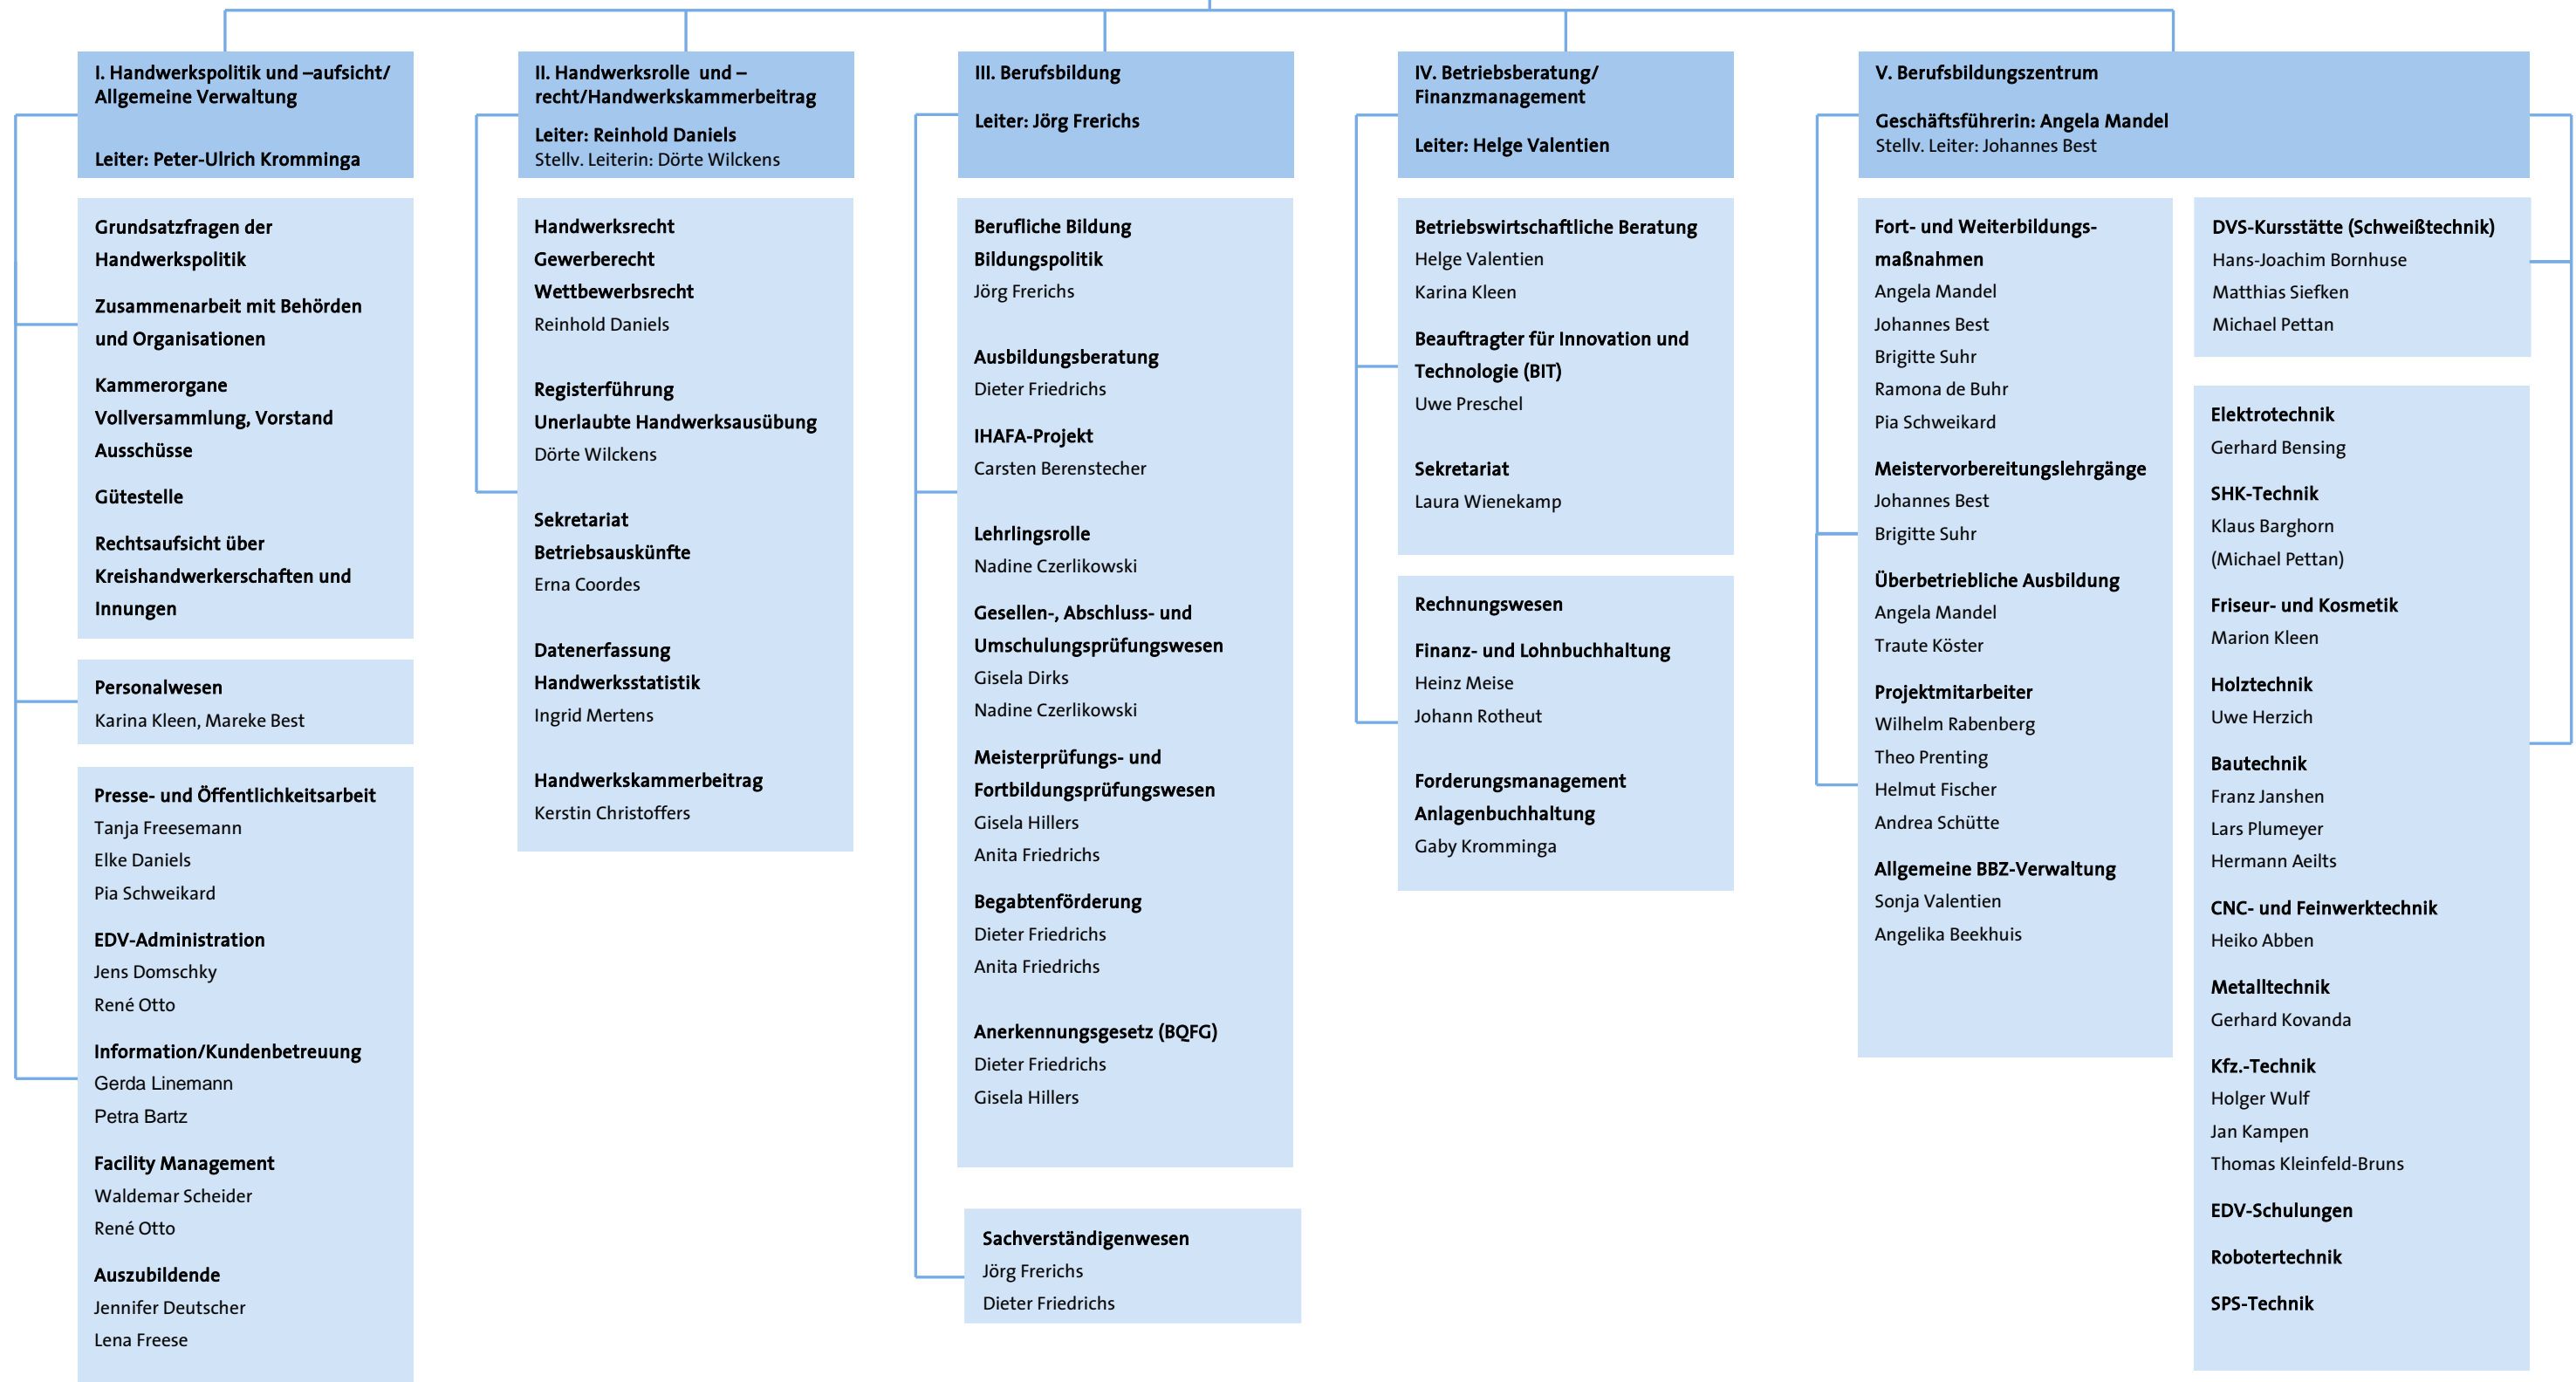 I. Handwerkspolitik und –aufsicht/
Allgemeine Verwaltung
Leiter: Peter-Ulrich Kromminga
Grundsatzfragen der
Handwerkspolitik
Zusammenarbeit mit Behörden
und Organisationen
Kammerorgane
Vollversammlung, Vorstand
Ausschüsse
Gütestelle
Rechtsaufsicht über
Kreishandwerkerschaften und
Innungen
Personalwesen
Karina Kleen, Mareke Best
Presse- und Öffentlichkeitsarbeit
Tanja Freesemann
Elke Daniels
Pia Schweikard
EDV-Administration
Jens Domschky
René Otto
Information/Kundenbetreuung
Gerda Linemann
Petra Bartz
Facility Management
Waldemar Scheider
René Otto
Auszubildende
Jennifer Deutscher
Lena Freese
II. Handwerksrolle und –
recht/Handwerkskammerbeitrag
Leiter: Reinhold Daniels
Stellv. Leiterin: Dörte Wilckens
Handwerksrecht
Gewerberecht
Wettbewerbsrecht
Reinhold Daniels
Registerführung
Unerlaubte Handwerksausübung
Dörte Wilckens
Sekretariat
Betriebsauskünfte
Erna Coordes
Datenerfassung
Handwerksstatistik
Ingrid Mertens
Handwerkskammerbeitrag
Kerstin Christoffers
III. Berufsbildung
Leiter: Jörg Frerichs
Berufliche Bildung
Bildungspolitik
Jörg Frerichs
Ausbildungsberatung
Dieter Friedrichs
IHAFA-Projekt
Carsten Berenstecher
Lehrlingsrolle
Nadine Czerlikowski
Gesellen-, Abschluss- und
Umschulungsprüfungswesen
Gisela Dirks
Nadine Czerlikowski
Meisterprüfungs- und
Fortbildungsprüfungswesen
Gisela Hillers
Anita Friedrichs
Begabtenförderung
Dieter Friedrichs
Anita Friedrichs
Anerkennungsgesetz (BQFG)
Dieter Friedrichs
Gisela Hillers
Sachverständigenwesen
Jörg Frerichs
Dieter Friedrichs
IV. Betriebsberatung/
Finanzmanagement
Leiter: Helge Valentien
Betriebswirtschaftliche Beratung
Helge Valentien
Karina Kleen
Beauftragter für Innovation und
Technologie (BIT)
Uwe Preschel
Sekretariat
Laura Wienekamp
Rechnungswesen
Finanz- und Lohnbuchhaltung
Heinz Meise
Johann Rotheut
Forderungsmanagement
Anlagenbuchhaltung
Gaby Kromminga
V. Berufsbildungszentrum
Geschäftsführerin: Angela Mandel
Stellv. Leiter: Johannes Best
Fort- und Weiterbildungs-
maßnahmen
Angela Mandel
Johannes Best
Brigitte Suhr
Ramona de Buhr
Pia Schweikard
Meistervorbereitungslehrgänge
Johannes Best
Brigitte Suhr
Überbetriebliche Ausbildung
Angela Mandel
Traute Köster
Projektmitarbeiter
Wilhelm Rabenberg
Theo Prenting
Helmut Fischer
Andrea Schütte
Allgemeine BBZ-Verwaltung
Sonja Valentien
Angelika Beekhuis
DVS-Kursstätte (Schweißtechnik)
Hans-Joachim Bornhuse
Matthias Siefken
Michael Pettan
Elektrotechnik
Gerhard Bensing
SHK-Technik
Klaus Barghorn
(Michael Pettan)
Friseur- und Kosmetik
Marion Kleen
Holztechnik
Uwe Herzich
Bautechnik
Franz Janshen
Lars Plumeyer
Hermann Aeilts
CNC- und Feinwerktechnik
Heiko Abben
Metalltechnik
Gerhard Kovanda
Kfz.-Technik
Holger Wulf
Jan Kampen
Thomas Kleinfeld-Bruns
EDV-Schulungen
Robotertechnik
SPS-Technik